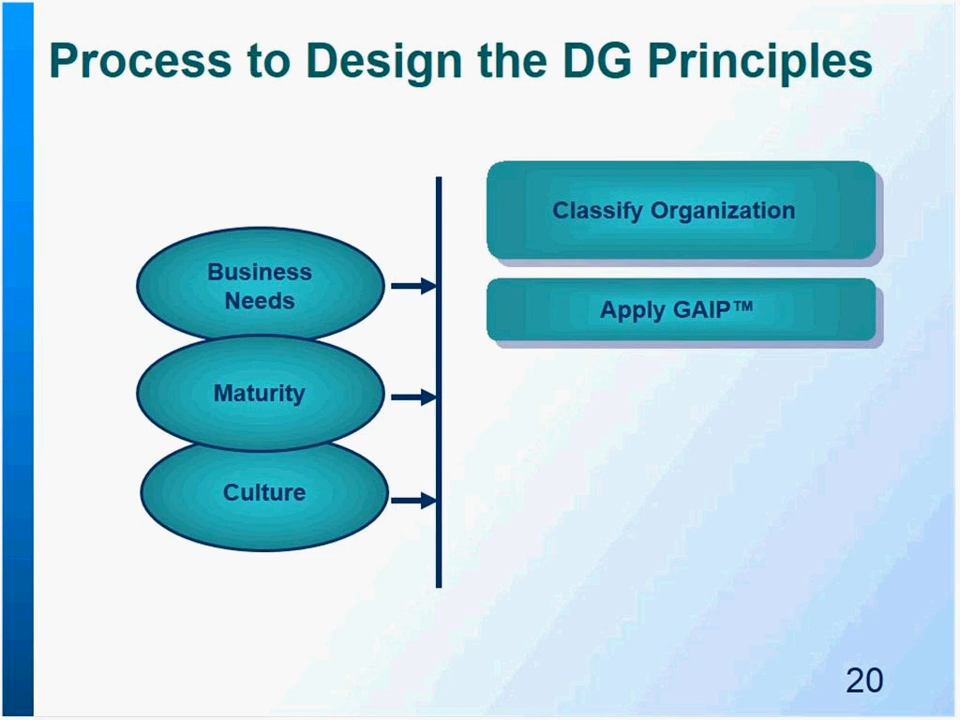 Process to Design the DG Principles
Classify Organization
Business
Needs
Apply GAIP™
Maturity
Culture
20